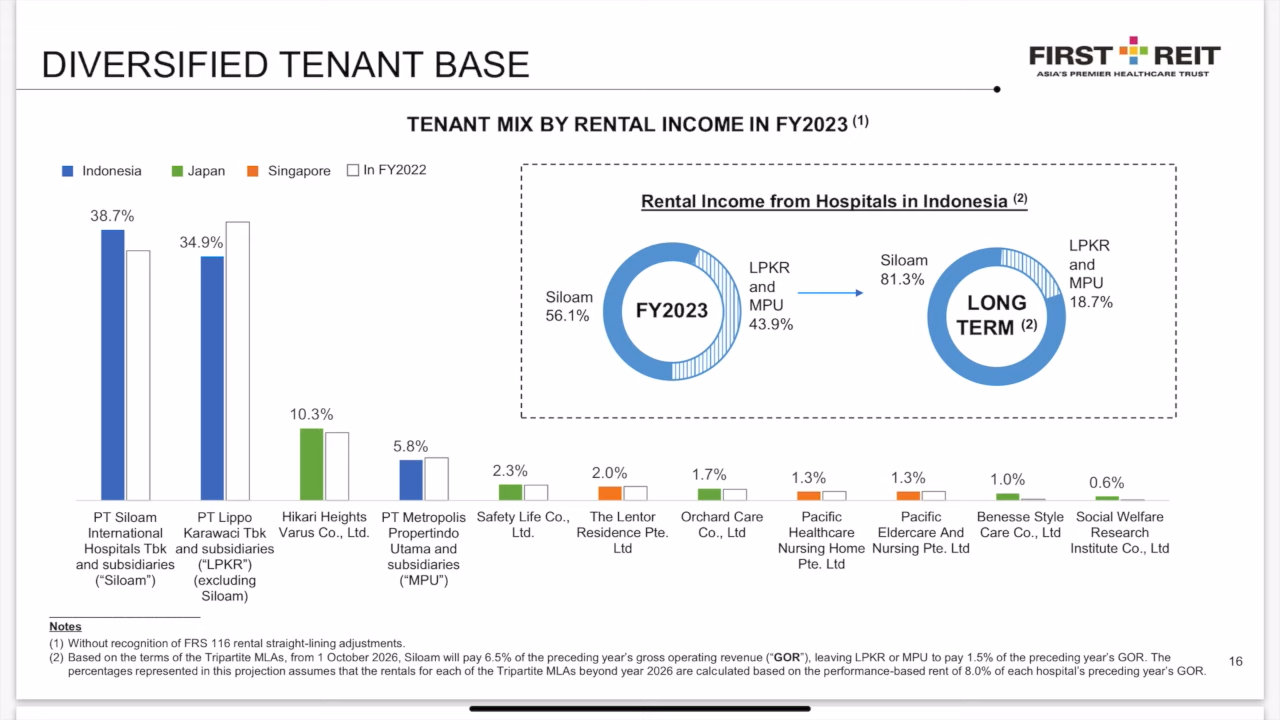 DIVERSIFIED TENANT BASE
FIRST REIT
ASIA'S PREMIER HEALTHCARE TRUST
TENANT MIX BY RENTAL INCOME IN FY2023 (1)
Indonesia
Japan
Singapore
In FY2022
38.7%
34.9%
10.3%
5.8%
2.3%
2.0%
1.7%
1.3%
1.3%
1.0%
0.6%
Rental Income from Hospitals in Indonesia (2)
Siloam
56.1%
FY2023
LPKR
and
MPU
43.9%
Siloam
81.3%
LONG
TERM (2)
LPKR
and
MPU
18.7%
PT Siloam
International
Hospitals Tbk
and subsidiaries
(“Siloam”)
PT Lippo
Karawaci Tbk
and subsidiaries
(“LPKR”)
(excluding
Siloam)
Hikari Heights
Varus Co., Ltd.
PT Metropolis
Propertindo
Utama and
subsidiaries
(“MPU”)
Safety Life Co.,
Ltd.
The Lentor
Residence Pte.
Ltd
Orchard Care
Co., Ltd
Pacific
Healthcare
Nursing Home
Pte. Ltd
Pacific
Eldercare And
Nursing Pte. Ltd
Benesse Style
Care Co., Ltd
Social Welfare
Research
Institute Co., Ltd
Notes
(1) Without recognition of FRS 116 rental straight-lining adjustments.
(2) Based on the terms of the Tripartite MLAs, from 1 October 2026, Siloam will pay 6.5% of the preceding year’s gross operating revenue (“GOR”), leaving LPKR or MPU to pay 1.5% of the preceding year’s GOR. The
percentages represented in this projection assumes that the rentals for each of the Tripartite MLAs beyond year 2026 are calculated based on the performance-based rent of 8.0% of each hospital’s preceding year’s GOR.
16